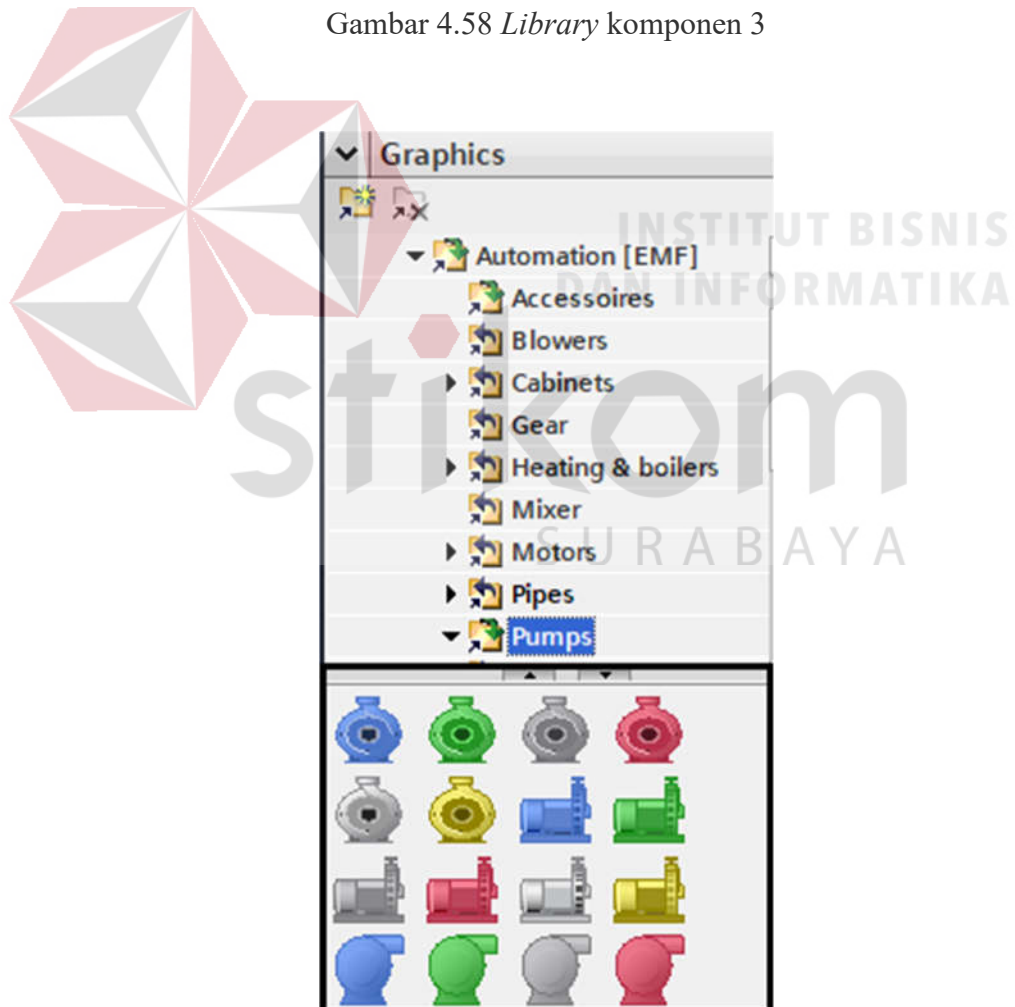 Gambar 4.58 Library komponen 3
Graphics
INSTITUT BISNIS
DAN INFORMATIKA
Automation [EMF]
Accessoires
Blowers
Cabinets
Gear
Heating & boilers
Mixer
Motors
Pipes
Pumps
stikom
SURABAYA